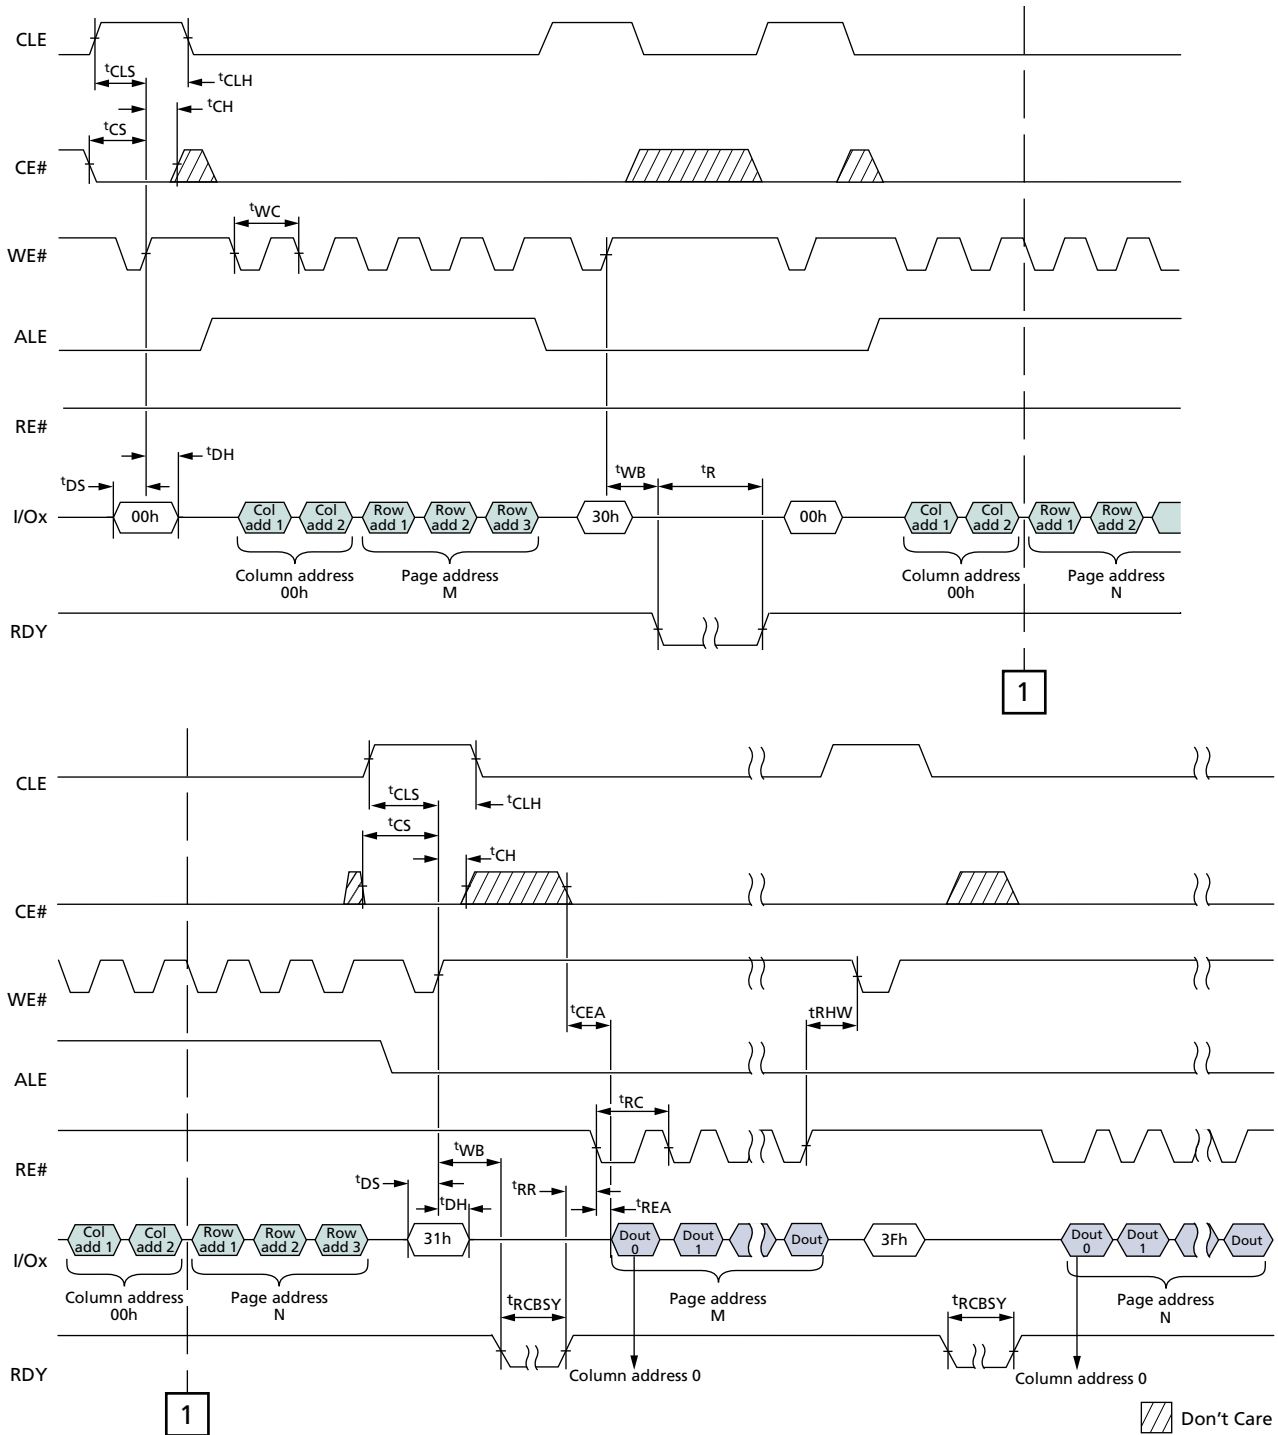 CLE
tCLS
tCLH
tCH
tCS
CE#
tWC
WE#
ALE
RE#
tDH
tDS
tWB
tR
I/Ox
00h
Col add 1
Col add 2
Row add 1
Row add 2
Row add 3
30h
00h
Col add 1
Col add 2
Row add 1
Row add 2
Column address
00h
Page address
M
Column address
00h
Page address
N
RDY
1
CLE
tCLS
tCLH
tCS
tCH
CE#
WE#
tCEA
tRHW
ALE
tRC
RE#
tWB
tDS
tDH
tRR
tREA
I/Ox
Col add 1
Col add 2
Row add 1
Row add 2
Row add 3
31h
Dout 0
Dout 1
Dout
3Fh
Dout 0
Dout 1
Dout
Column address
00h
Page address
N
Page address
M
Page address
N
tRCBSY
tRCBSY
RDY
Column address 0
Column address 0
1
Don't Care